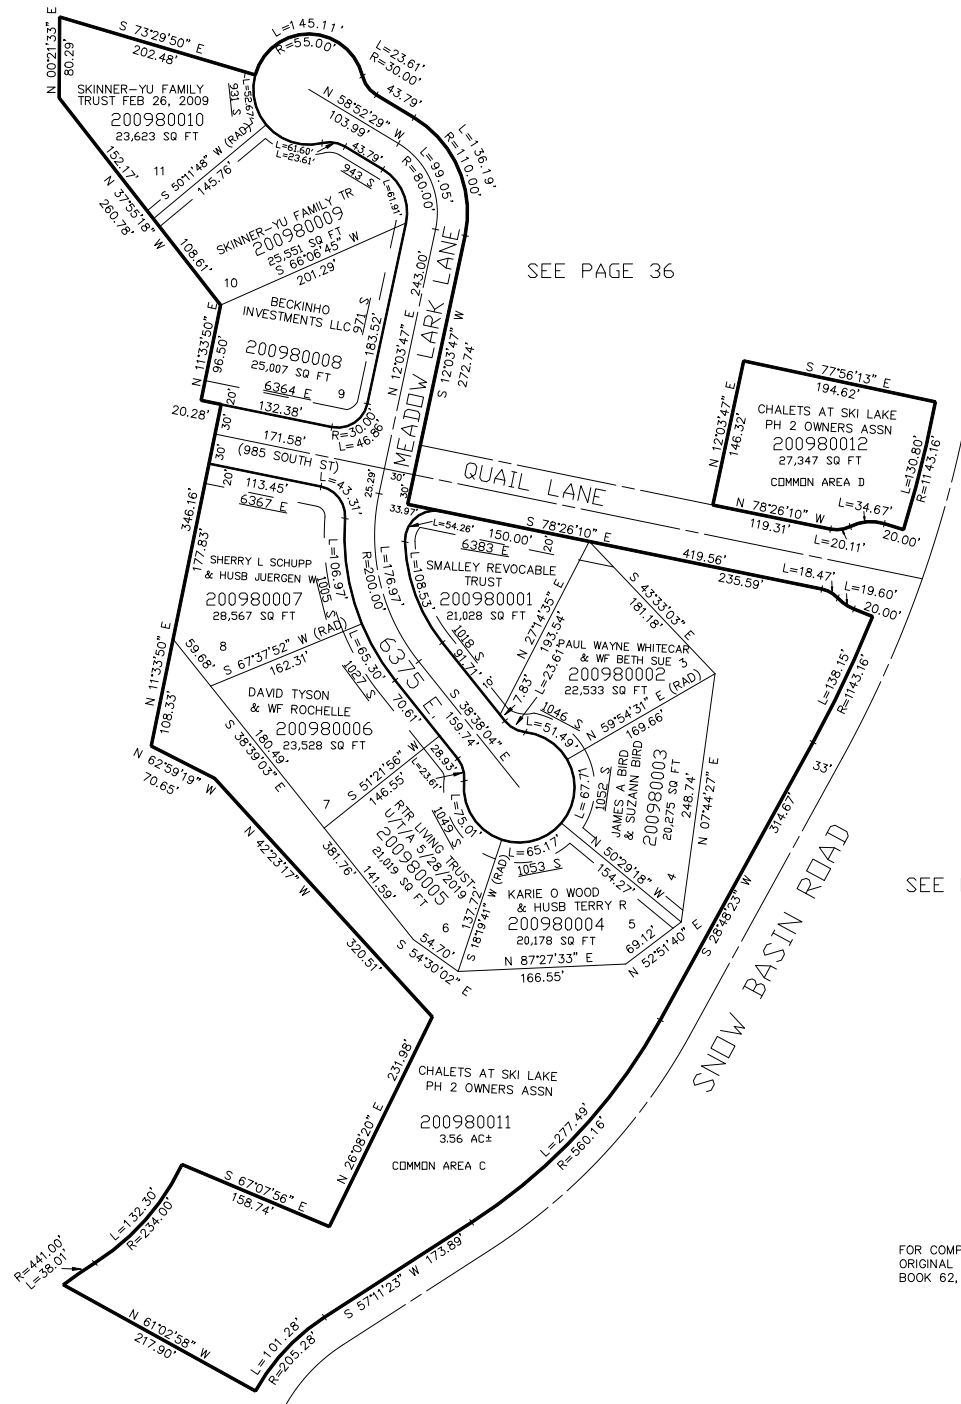 N 00°21'33" E
80.29'
S 73°29'50" E
202.48'
L=145.11'
R=55.00'
L=23.61'
R=30.00'
43.79'
SKINNER-YU FAMILY
TRUST FEB 26, 2009
200980010
23,623 SQ FT
11
L=52.67'
931 S
N 58°52'29" W
103.99'
L=136.19'
R=110.00'
L=99.05'
R=80.00'
152.17'
N 37°55'18" W
260.78'
S 50°11'48" W (RAD)
145.76'
L=61.60'
L=23.61'
43.79'
943 S
L=61.91'
SKINNER-YU FAMILY TR
200980009
25,551 SQ FT
S 66°06'45" W
201.29'
108.61'
10
SEE PAGE 36
BECKINHO
INVESTMENTS LLC
200980008
25,007 SQ FT
6364 E
9
971 S
183.52'
243.00'
N 12°03'47" E
MEADOW LARK LANE
S 12°03'47" W
272.74'
N 11°33'50" E
96.50'
20'
20.28'
132.38'
R=30.00'
L=46.86'
30'
171.58'
(985 SOUTH ST)
30'
20'
113.45'
6367 E
L=43.31'
25.29'
30'
30'
33.97'
QUAIL LANE
S 77°56'13" E
194.62'
CHALETS AT SKI LAKE
PH 2 OWNERS ASSN
200980012
27,347 SQ FT
COMMON AREA D
N 12°03'47" E
146.32'
L=130.80'
R=1143.16'
N 78°26'10" W
119.31'
L=34.67'
L=20.11'
20.00'
S 78°26'10" E
419.56'
150.00'
20'
235.59'
L=18.47'
L=19.60'
20.00'
L=54.26'
6383 E
SMALLEY REVOCABLE
TRUST
200980001
21,028 SQ FT
1018 S
L=108.53'
91.71'
N 27°14'35" E
193.54'
7.83'
L=23.61'
S 43°33'03" E
181.18'
PAUL WAYNE WHITECAR
& WF BETH SUE
200980002
22,533 SQ FT
3
1046 S
N 59°54'31" E (RAD)
169.66'
L=51.49'
346.16'
177.83'
N 11°33'50" E
108.33'
SHERRY L SCHUPP
& HUSB JUERGEN W
200980007
28,567 SQ FT
8
L=106.97'
1005 S
R=200.00'
L=176.97'
59.68'
S 67°37'52" W (RAD)
162.31'
L=65.30'
1027 S
70.61'
6375 E
S 38°38'04" E
159.74'
DAVID TYSON
& WF ROCHELLE
200980006
23,528 SQ FT
7
180.49'
S 38°39'03" E
381.76'
141.59'
S 51°21'56" W
146.55'
28.93'
L=23.61'
L=75.01'
1049 S
RTR LIVING TRUST-
U/T/A 5/28/2019
200980005
21,019 SQ FT
6
54.70'
S 54°30'02" E
137.72'
S 18°19'41" W (RAD)
L=65.17'
1053 S
KARIE O WOOD
& HUSB TERRY R
200980004
20,178 SQ FT
5
N 87°27'33" E
166.55'
69.12'
N 52°51'40" E
L=67.71'
1052 S
JAMES A BIRD
& SUZANN BIRD
200980003
20,275 SQ FT
4
248.74'
N 07°44'27" E
N 50°29'18" W
154.27'
L=138.15'
R=1143.16'
33'
314.67'
S 28°48'23" W
SNOW BASIN ROAD
SEE
N 62°59'19" W
70.65'
N 42°23'17" W
320.51'
231.98'
N 26°08'20" E
CHALETS AT SKI LAKE
PH 2 OWNERS ASSN
200980011
3.56 AC±
COMMON AREA C
L=277.49'
R=560.16'
S 67°07'56" E
158.74'
L=132.30'
R=234.00'
R=441.00'
L=38.01'
N 61°02'58" W
217.90'
L=101.28'
R=205.28'
S 57°11'23" W 173.89'
FOR COMP
ORIGINAL
BOOK 62,